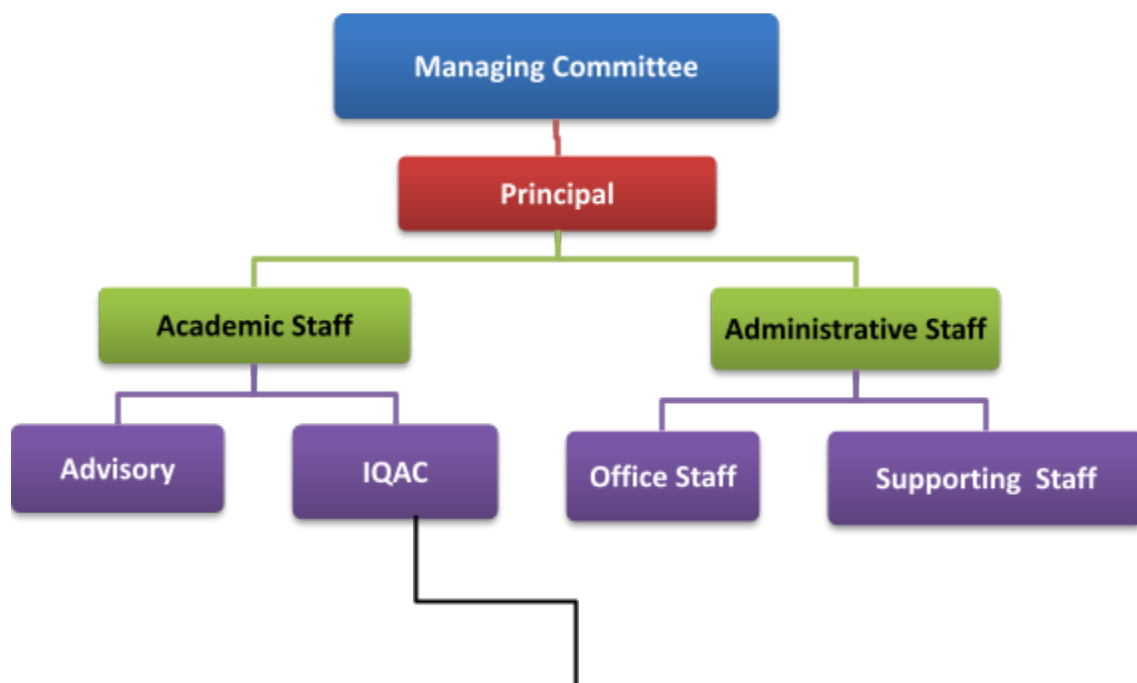 Managing Committee
Principal
Academic Staff
Administrative Staff
Advisory
IQAC
Office Staff
Supporting  Staff